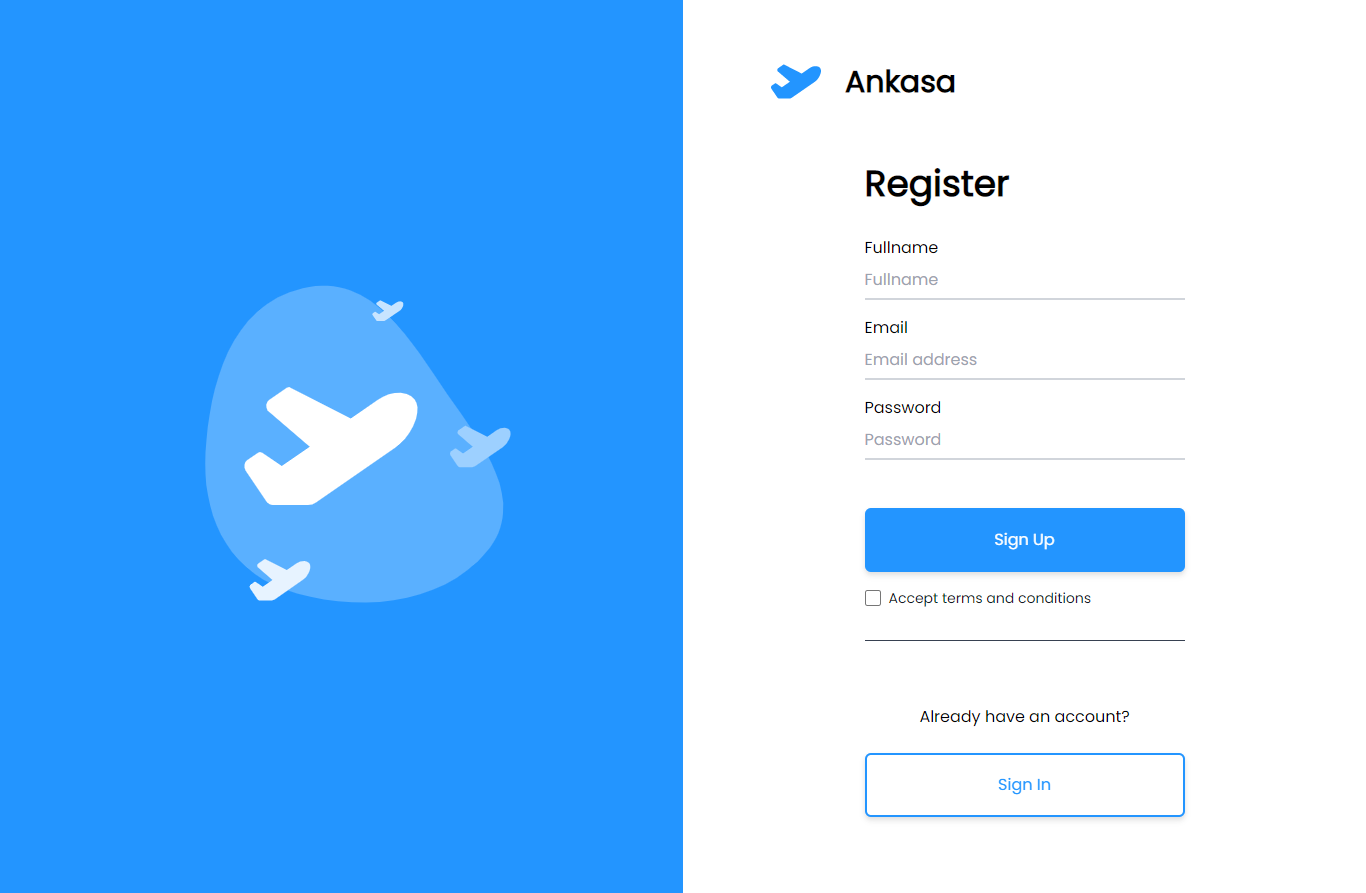 Ankasa
Register
Fullname
Fullname
Email
Email address
Password
Password
Sign Up
Accept terms and conditions
Already have an account?
Sign In